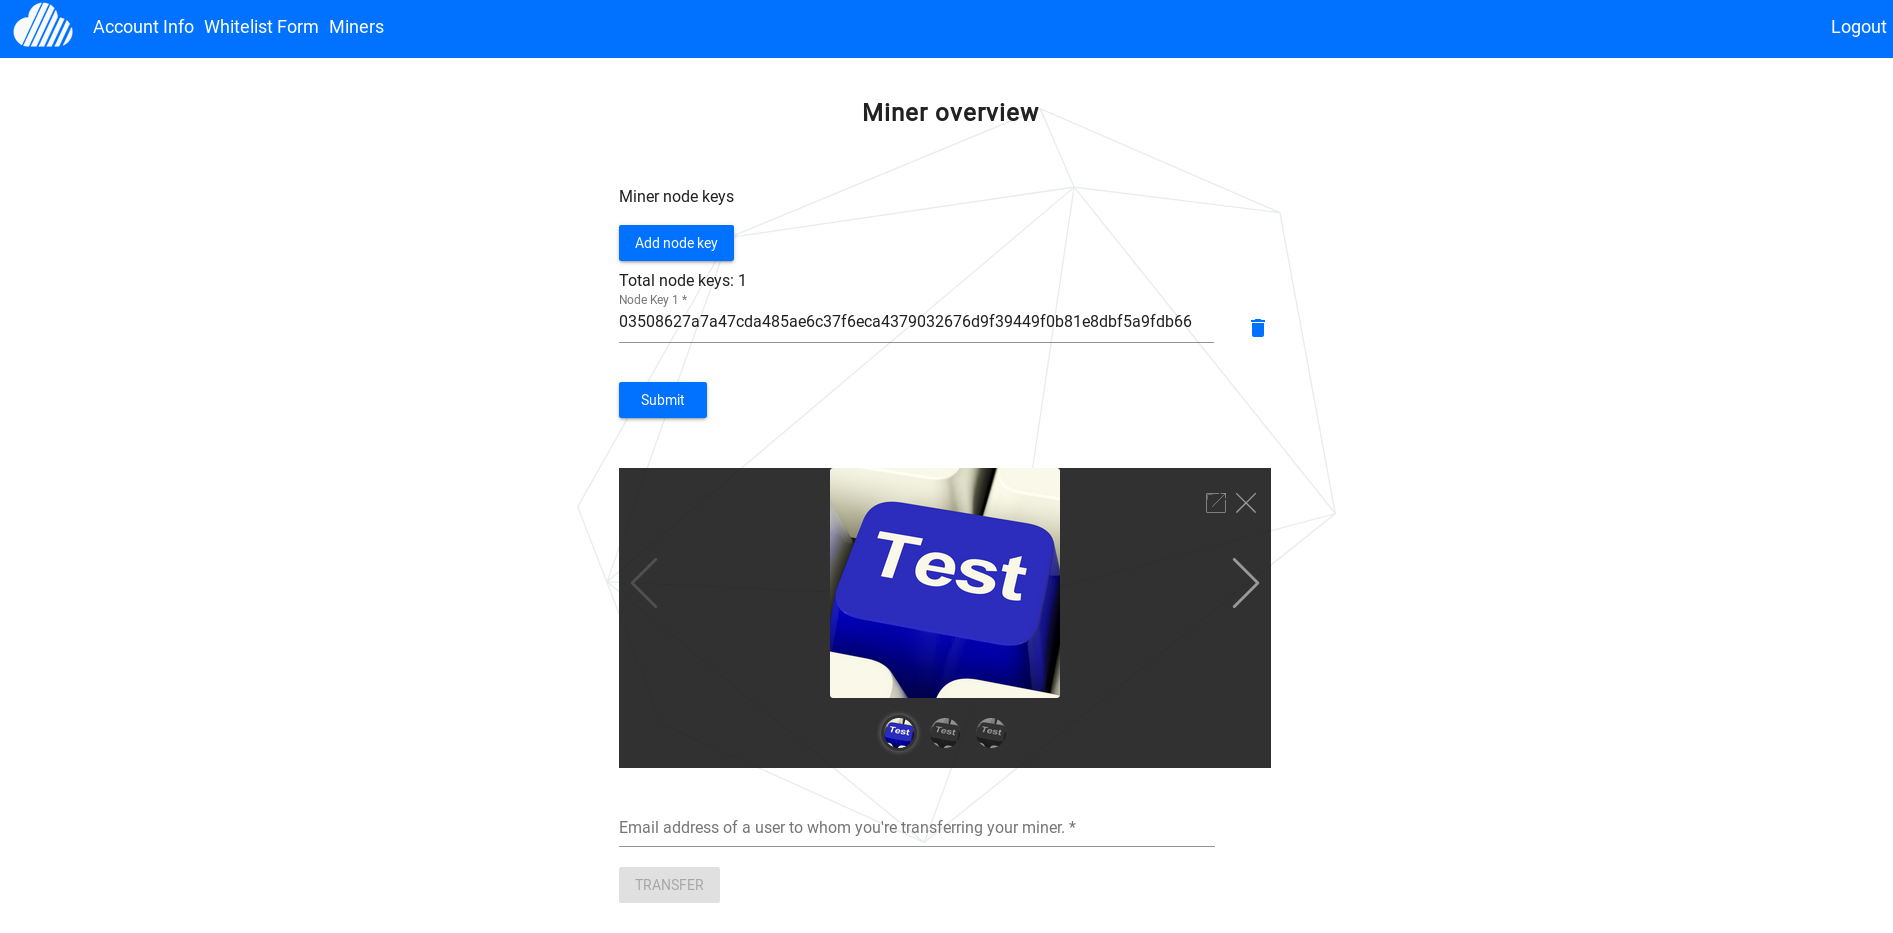 Account Info Whitelist Form Miners Logout
Miner overview
Miner node keys
Add node key
Total node keys: 1
Node Key 1 *
03508627a7a47cda485ae6c37f6eca4379032676d9f39449f0b81e8dbf5a9fdb66
Submit
Test
Test Test Test
Email address of a user to whom you're transferring your miner. *
TRANSFER